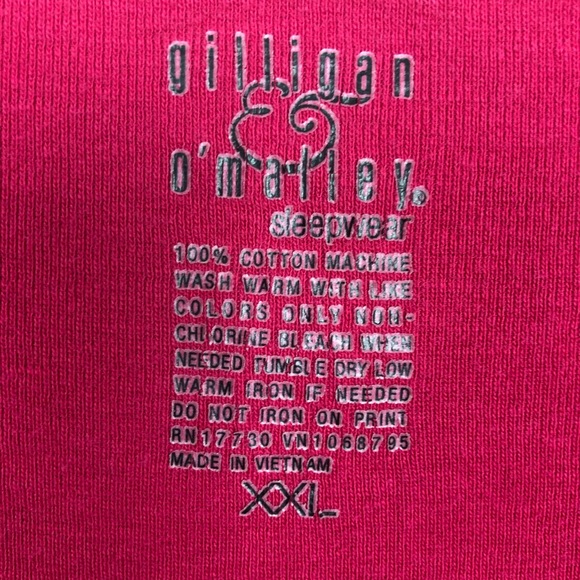 gilligan
&
o'malley.
sleepwear
100% COTTON MACHINE
WASH WARM WITH LIKE
COLORS ONLY NON-
CHLORINE BLEACH WHEN
NEEDED TUMBLE DRY LOW
WARM IRON IF NEEDED
DO NOT IRON ON PRINT
RN17730 VN1068795
MADE IN VIETNAM
XXL